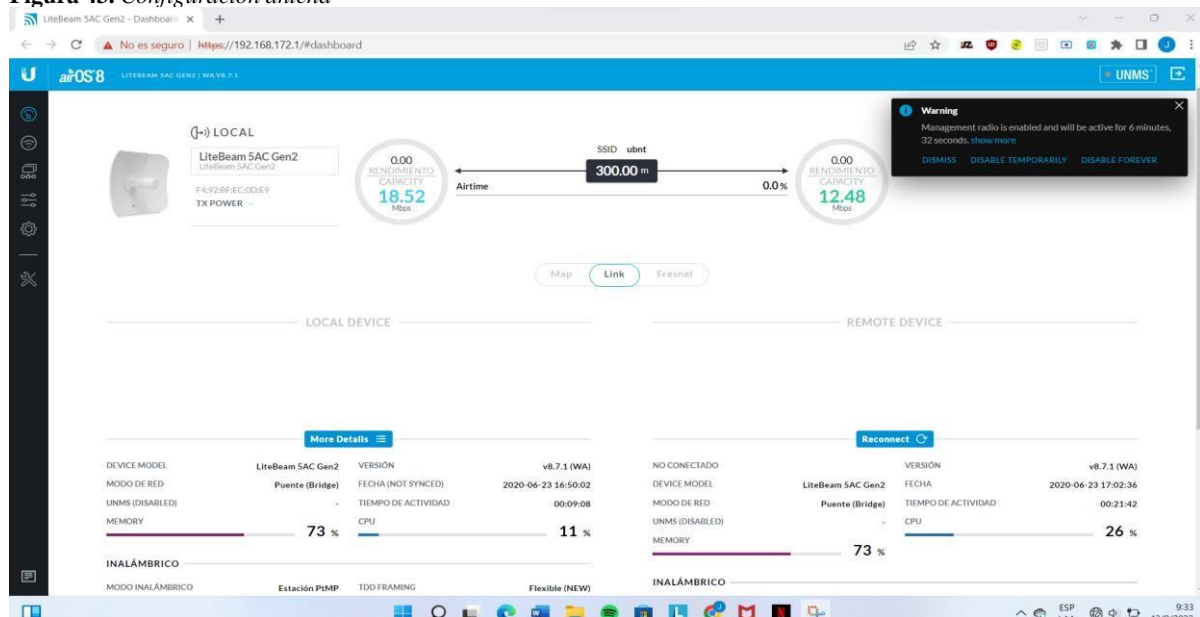 Figura 43. Configuración antena
LiteBeam 5AC Gen2 - Dashboard
No es seguro | https://192.168.172.1/#dashboard
airOS 8 LITEBEAM 5AC GEN2 | WA.V8.7.1
UNMS
Warning
Management radio is enabled and will be active for 6 minutes,
32 seconds. show more
DISMISS DISABLE TEMPORARILY DISABLE FOREVER
LOCAL
LiteBeam 5AC Gen2
LiteBeam 5AC Gen2
F4:92:BF:EC:0D:E9
TX POWER -
0.00
RENDIMIENTO
CAPACITY
18.52
Mbps
SSID ubnt
300.00 m
Airtime 0.0 %
0.00
RENDIMIENTO
CAPACITY
12.48
Mbps
Map Link Fresnel
LOCAL DEVICE
REMOTE DEVICE
More Details
DEVICE MODEL LiteBeam 5AC Gen2 VERSIÓN v8.7.1 (WA)
MODO DE RED Puente (Bridge) FECHA (NOT SYNCED) 2020-06-23 16:50:02
UNMS (DISABLED) - TIEMPO DE ACTIVIDAD 00:09:08
MEMORY 73 % CPU 11 %
INALÁMBRICO
MODO INALÁMBRICO Estación PtMP TDD FRAMING Flexible (NEW)
Reconnect
NO CONECTADO VERSIÓN v8.7.1 (WA)
DEVICE MODEL LiteBeam 5AC Gen2 FECHA 2020-06-23 17:02:36
MODO DE RED Puente (Bridge) TIEMPO DE ACTIVIDAD 00:21:42
UNMS (DISABLED) - CPU 26 %
MEMORY 73 %
INALÁMBRICO
ESP
9:33